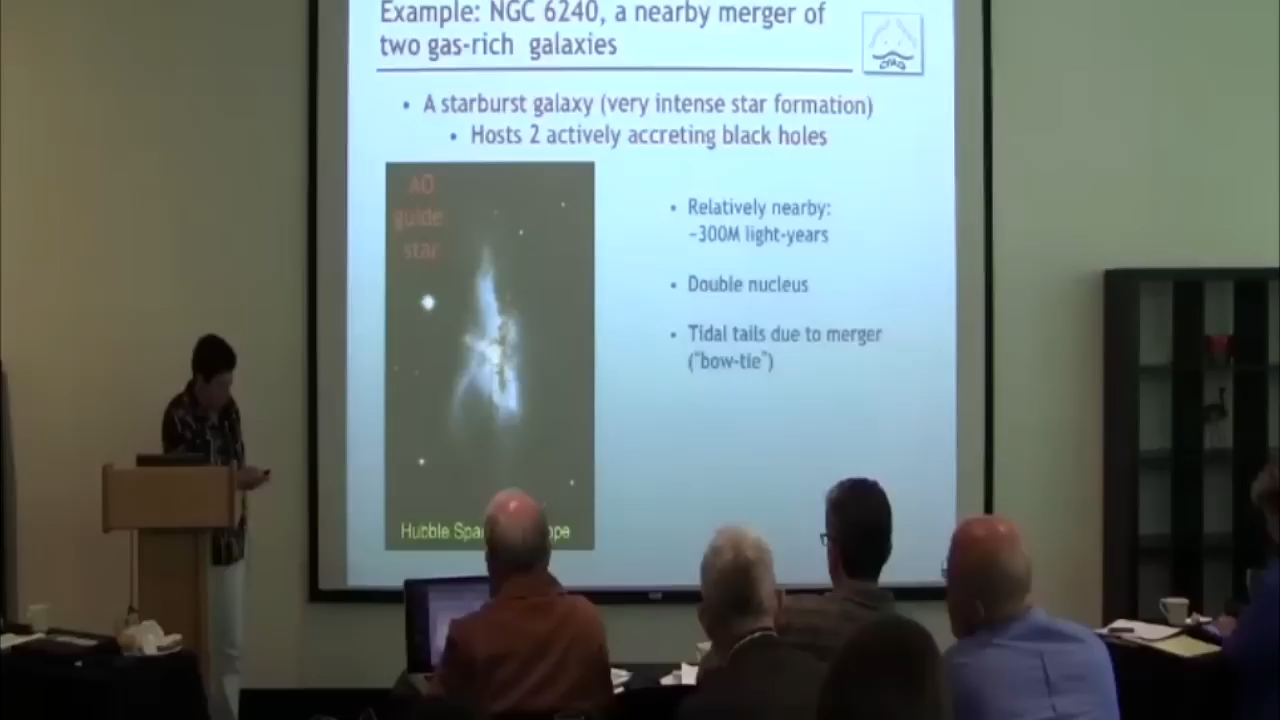 Example: NGC 6240, a nearby merger of
two gas-rich galaxies
• A starburst galaxy (very intense star formation)
• Hosts 2 actively accreting black holes
AO
guide
star
• Relatively nearby:
~300M light-years
• Double nucleus
• Tidal tails due to merger
("bow-tie")
Hubble Spa ope